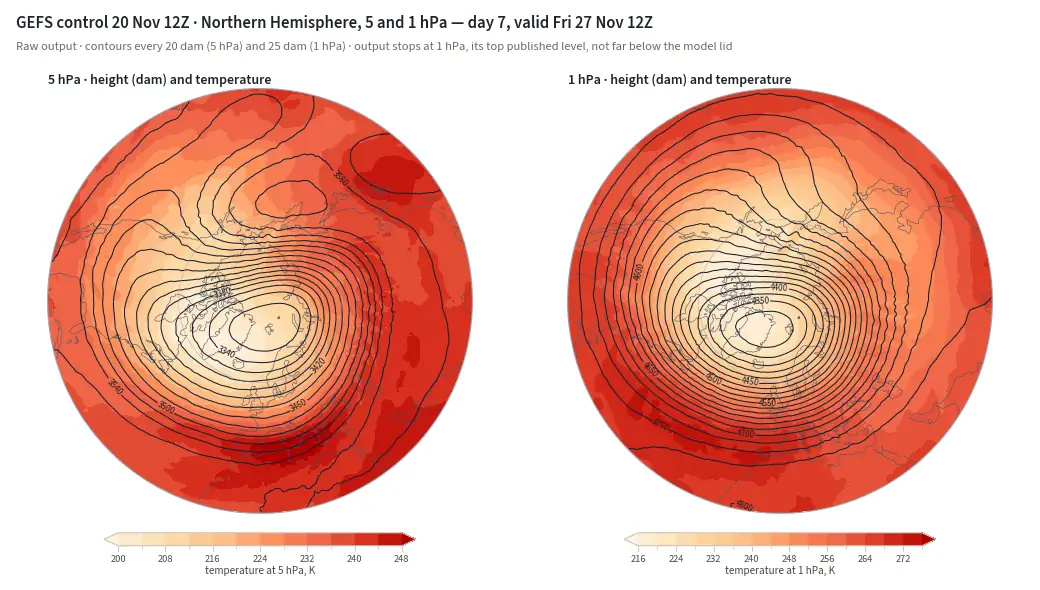 GEFS control 20 Nov 12Z · Northern Hemisphere, 5 and 1 hPa — day 7, valid Fri 27 Nov 12Z
Raw output · contours every 20 dam (5 hPa) and 25 dam (1 hPa) · output stops at 1 hPa, its top published level, not far below the model lid
5 hPa · height (dam) and temperature
1 hPa · height (dam) and temperature
3580
3340
3420
3540
3500
3460
4600
4400
4350
4650
4500
4450
4550
4700
4800
200 208 216 224 232 240 248
temperature at 5 hPa, K
216 224 232 240 248 256 264 272
temperature at 1 hPa, K